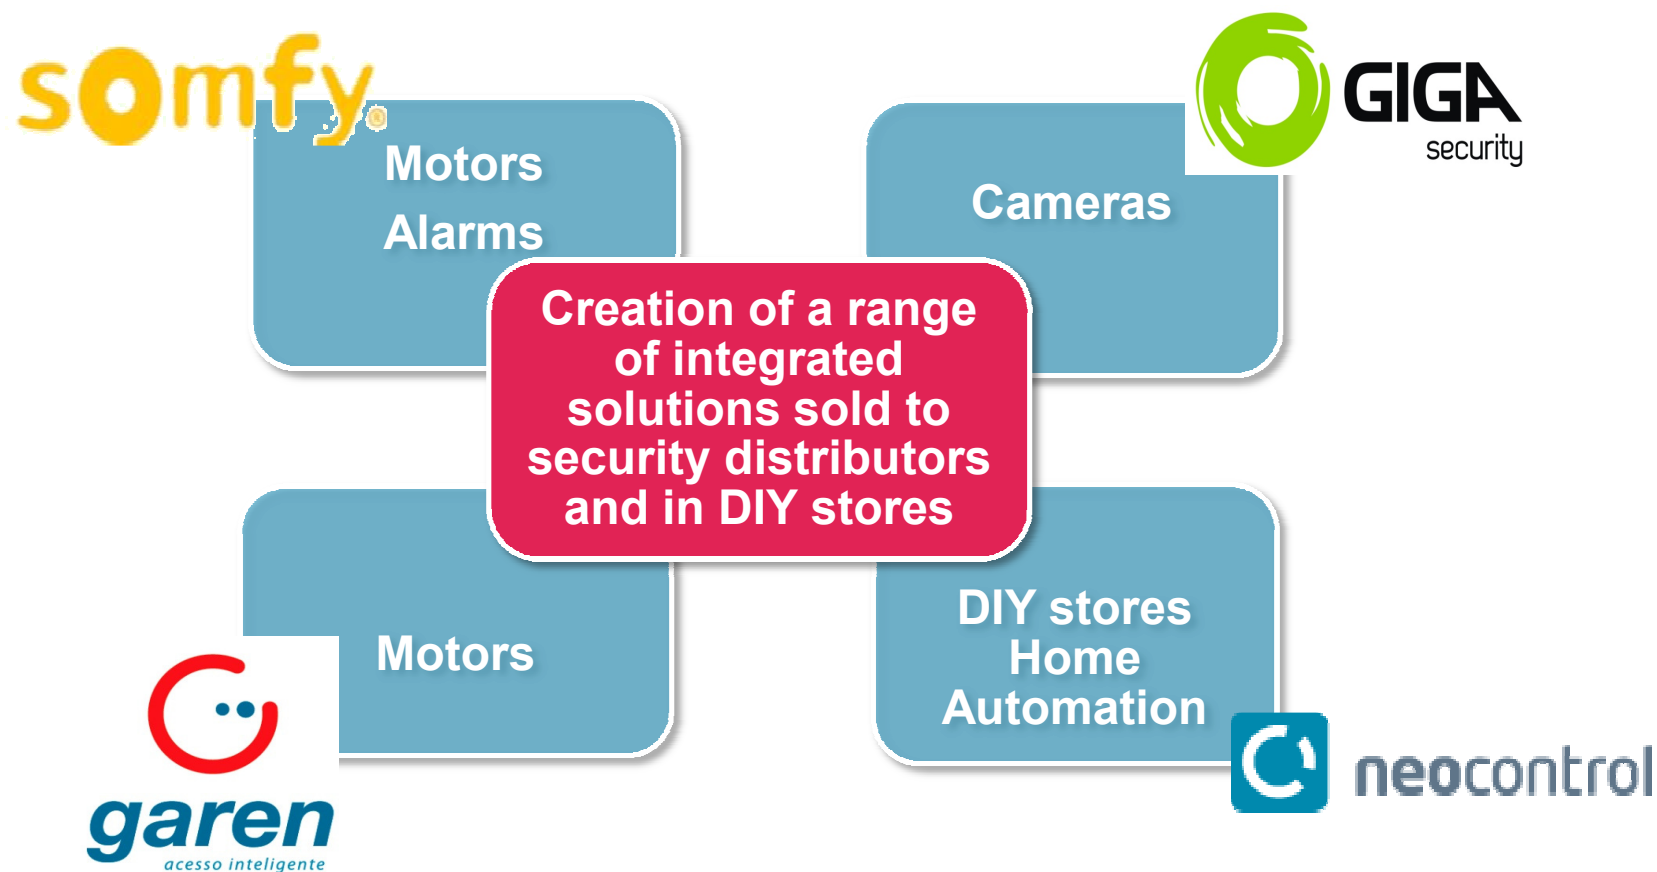 somfy®
Motors
Alarms
GIGA
security
Cameras
Creation of a range
of integrated
solutions sold to
security distributors
and in DIY stores
Motors
garen
acesso inteligente
DIY stores
Home
Automation
neocontrol